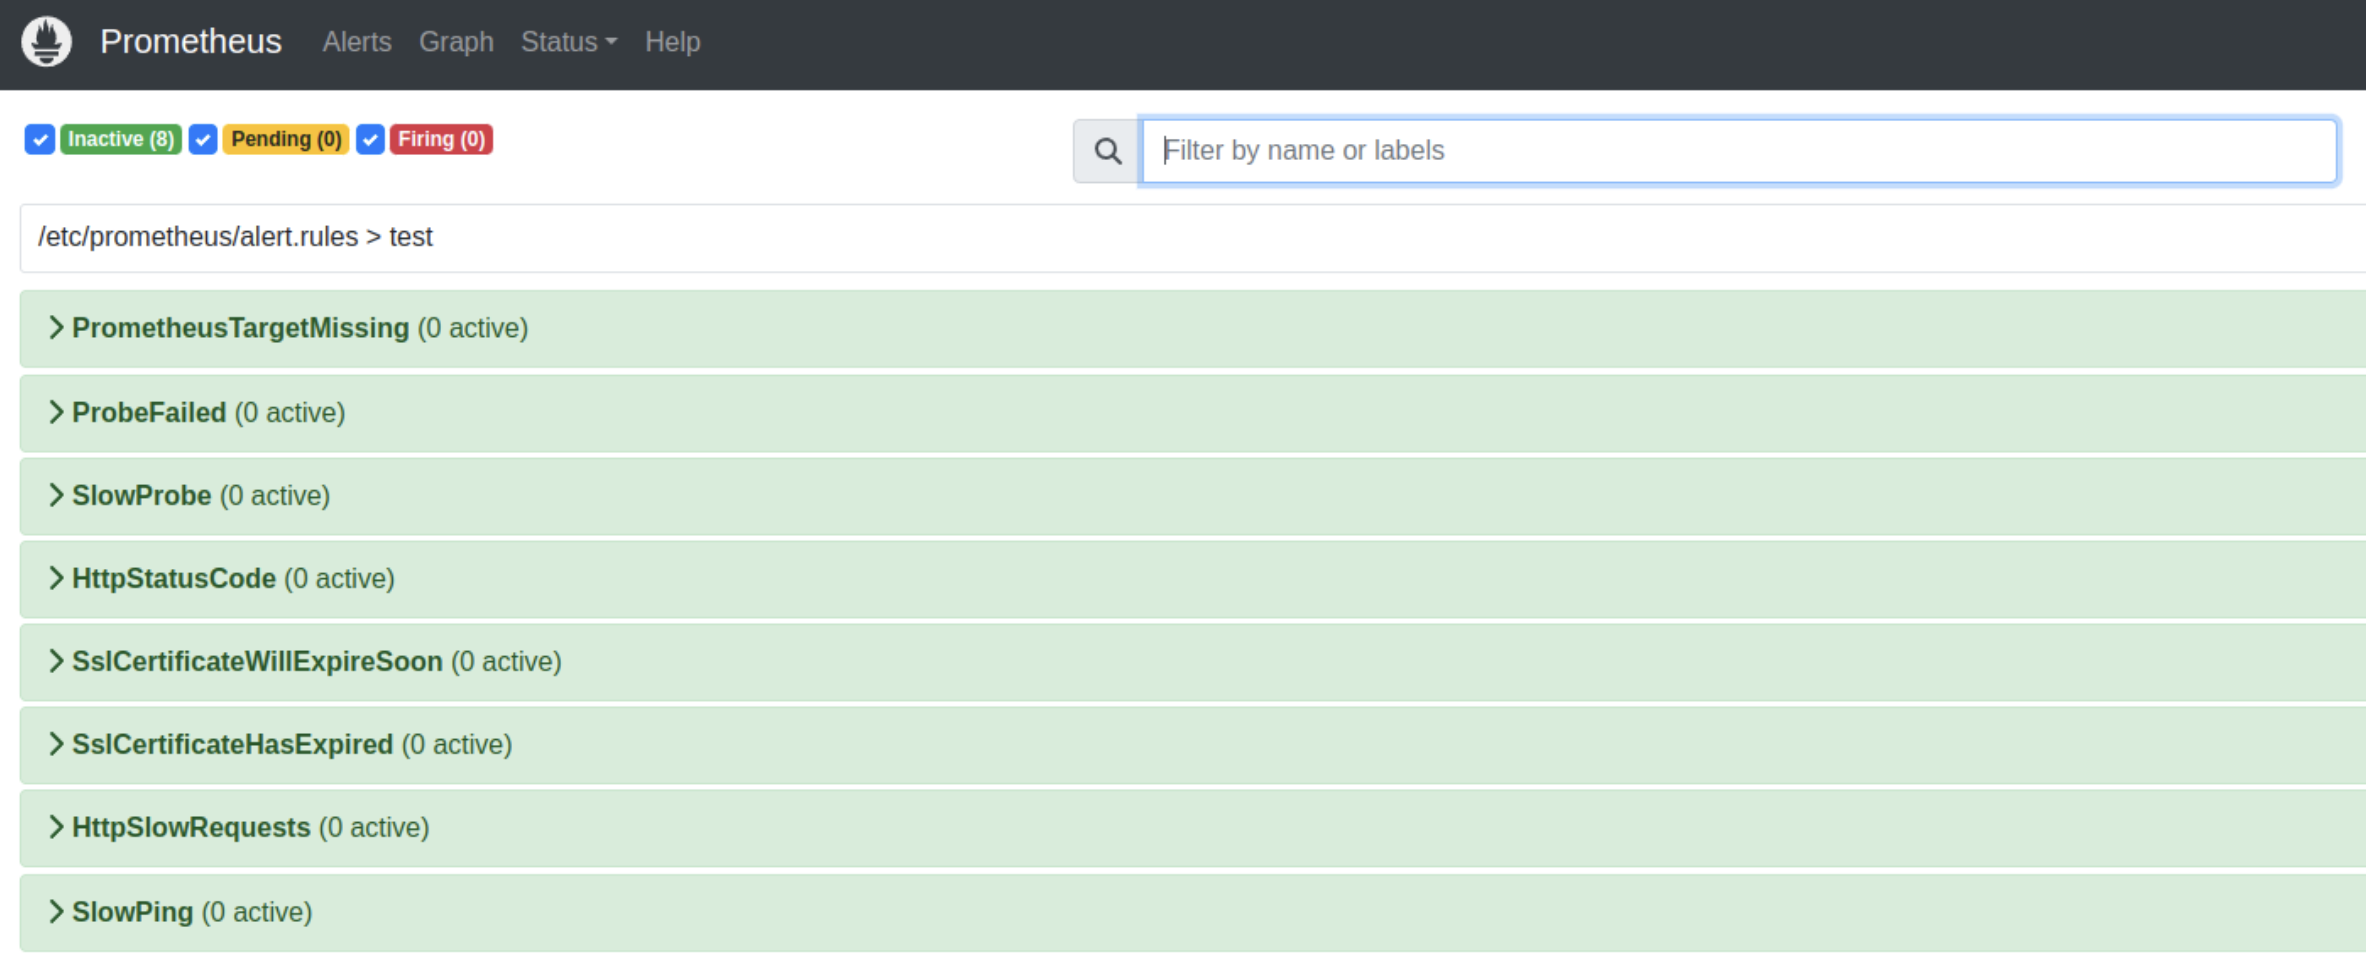 Prometheus Alerts Graph Status Help
Inactive (8) Pending (0) Firing (0) Filter by name or labels
/etc/prometheus/alert.rules > test
PrometheusTargetMissing (0 active)
ProbeFailed (0 active)
SlowProbe (0 active)
HttpStatusCode (0 active)
SslCertificateWillExpireSoon (0 active)
SslCertificateHasExpired (0 active)
HttpSlowRequests (0 active)
SlowPing (0 active)